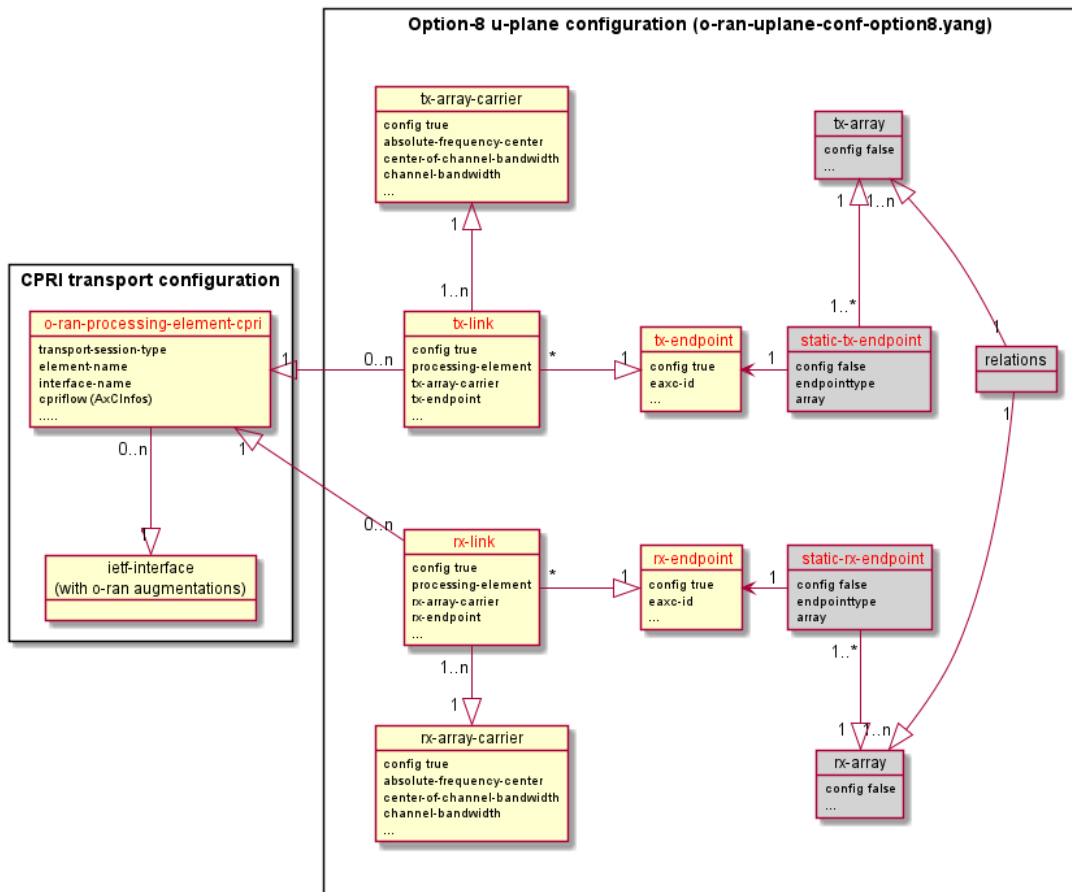 Option-8 u-plane configuration (o-ran-uplane-conf-option8.yang)
tx-array-carrier
config true
absolute-frequency-center
center-of-channel-bandwidth
channel-bandwidth
...
tx-array
config false
...
1
1..n
1
1..n
1..*
1
CPRI transport configuration
o-ran-processing-element-cpri
transport-session-type
element-name
interface-name
cpriflow (AxCInfos)
.....
1
0..n
tx-link
config true
processing-element
tx-array-carrier
tx-endpoint
...
*
1
tx-endpoint
config true
eaxc-id
...
1
static-tx-endpoint
config false
endpointtype
array
relations
1
0..n
1
0..n
1
ietf-interface
(with o-ran augmentations)
rx-link
config true
processing-element
rx-array-carrier
rx-endpoint
...
*
1
rx-endpoint
config true
eaxc-id
...
1
static-rx-endpoint
config false
endpointtype
array
1..n
1
1..*
1
1..n
rx-array-carrier
config true
absolute-frequency-center
center-of-channel-bandwidth
channel-bandwidth
...
rx-array
config false
...